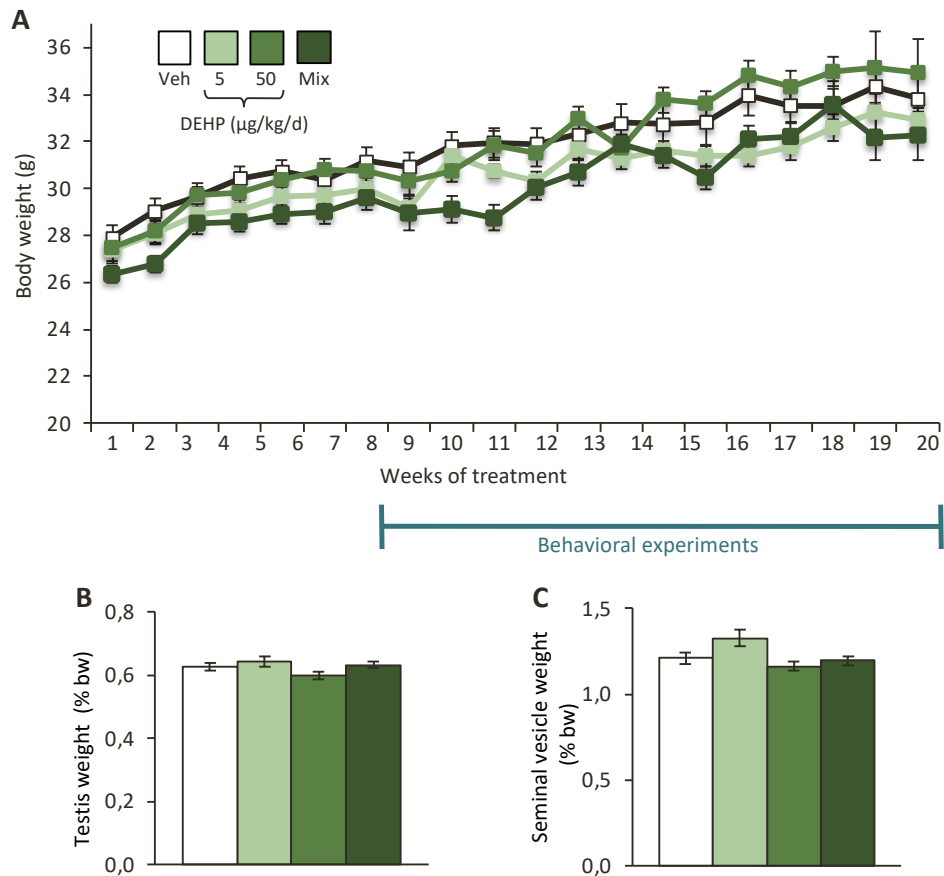 A
Veh 5 50 Mix
DEHP (µg/kg/d)
Body weight (g)
36
34
32
30
28
26
24
22
20
1 2 3 4 5 6 7 8 9 10 11 12 13 14 15 16 17 18 19 20
Weeks of treatment
Behavioral experiments
B
Testis weight (% bw)
0,8
0,6
0,4
0,2
0,0
C
Seminal vesicle weight
(% bw)
1,5
1,0
0,5
0,0